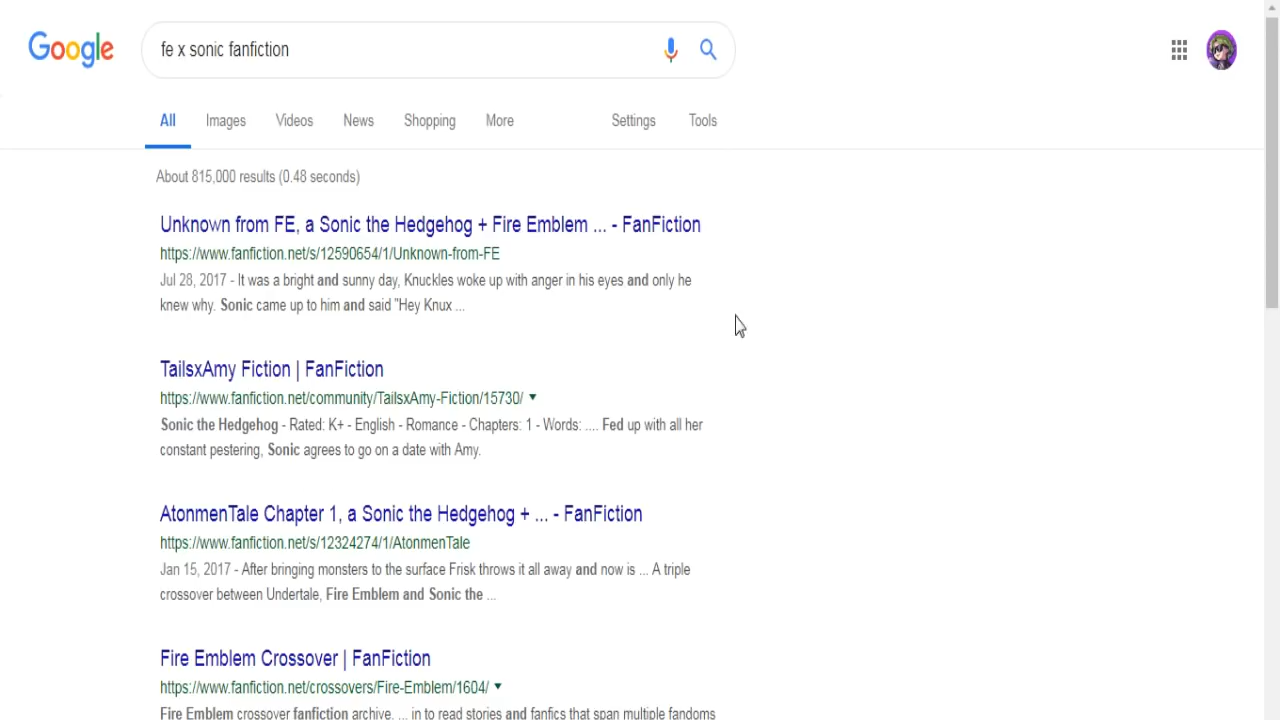 Google
fe x sonic fanfiction
All Images Videos News Shopping More Settings Tools
About 815,000 results (0.48 seconds)
Unknown from FE, a Sonic the Hedgehog + Fire Emblem ... - FanFiction
https://www.fanfiction.net/s/12590654/1/Unknown-from-FE
Jul 28, 2017 - It was a bright and sunny day, Knuckles woke up with anger in his eyes and only he
knew why. Sonic came up to him and said "Hey Knux ...
TailsxAmy Fiction | FanFiction
https://www.fanfiction.net/community/TailsxAmy-Fiction/15730/
Sonic the Hedgehog - Rated: K+ - English - Romance - Chapters: 1 - Words: .... Fed up with all her
constant pestering, Sonic agrees to go on a date with Amy.
AtonmenTale Chapter 1, a Sonic the Hedgehog + ... - FanFiction
https://www.fanfiction.net/s/12324274/1/AtonmenTale
Jan 15, 2017 - After bringing monsters to the surface Frisk throws it all away and now is ... A triple
crossover between Undertale, Fire Emblem and Sonic the ...
Fire Emblem Crossover | FanFiction
https://www.fanfiction.net/crossovers/Fire-Emblem/1604/
Fire Emblem crossover fanfiction archive. ... in to read stories and fanfics that span multiple fandoms